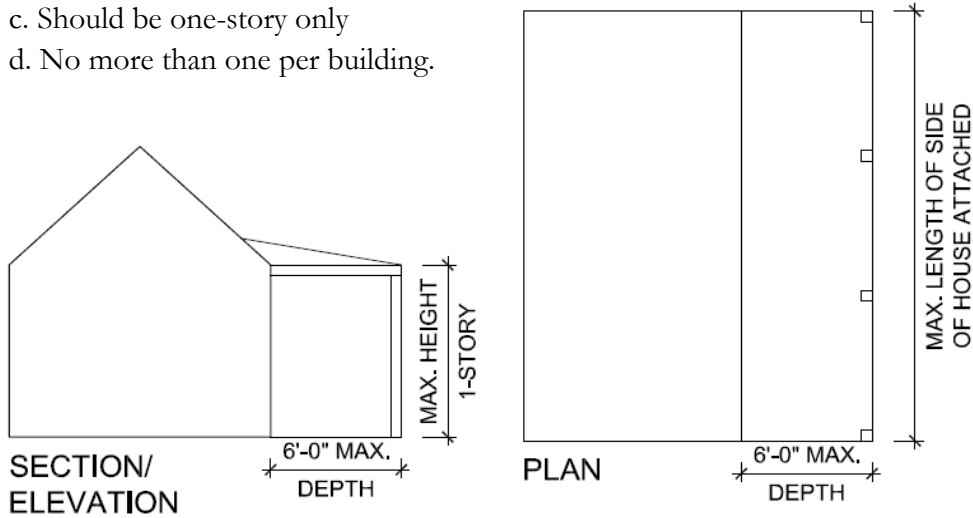 c. Should be one-story only
d. No more than one per building.
MAX. HEIGHT
1-STORY
6'-0" MAX.
DEPTH
SECTION/
ELEVATION
MAX. LENGTH OF SIDE
OF HOUSE ATTACHED
6'-0" MAX.
DEPTH
PLAN